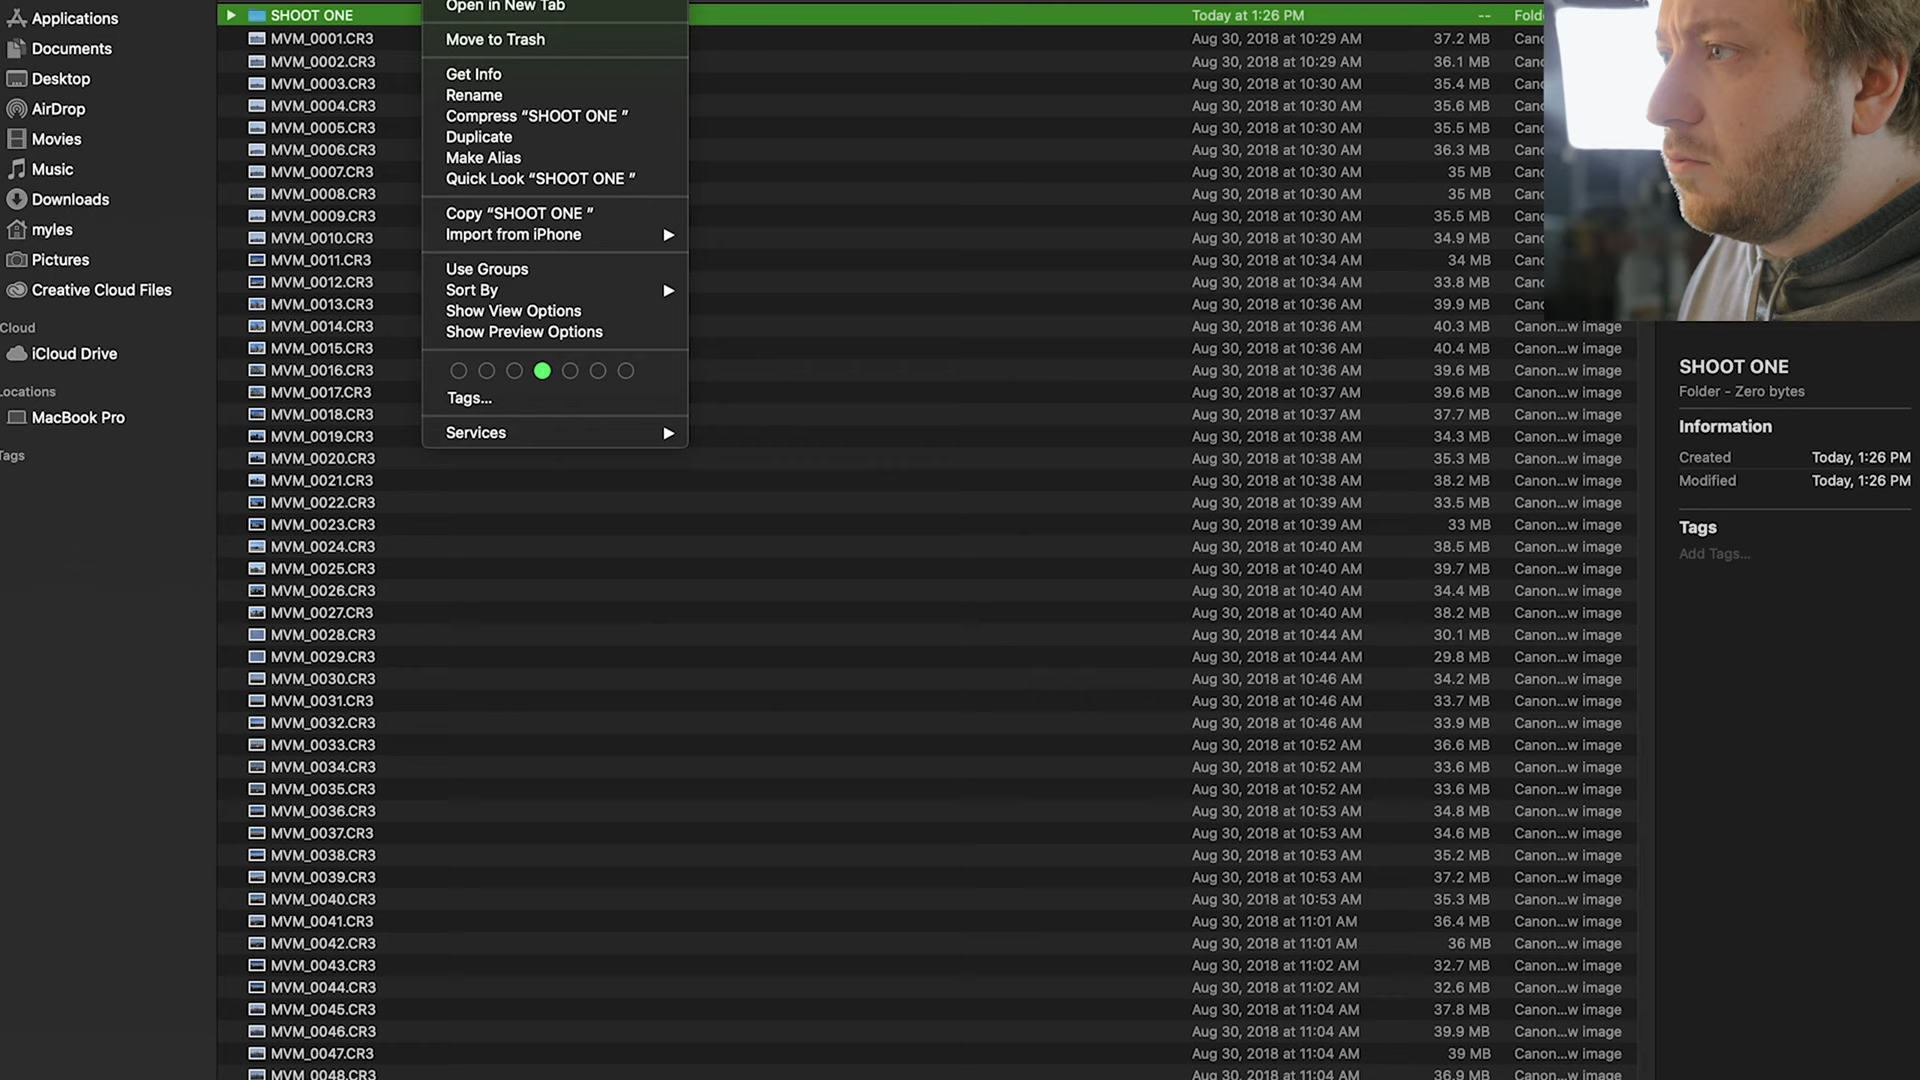 Applications
Documents
Desktop
AirDrop
Movies
Music
Downloads
myles
Pictures
Creative Cloud Files
Cloud
iCloud Drive
Locations
MacBook Pro
Tags
SHOOT ONE Today at 1:26 PM -- Fold
MVM_0001.CR3 Aug 30, 2018 at 10:29 AM 37.2 MB Canc
MVM_0002.CR3 Aug 30, 2018 at 10:29 AM 36.1 MB Canc
MVM_0003.CR3 Aug 30, 2018 at 10:30 AM 35.4 MB Canc
MVM_0004.CR3 Aug 30, 2018 at 10:30 AM 35.6 MB Canc
MVM_0005.CR3 Aug 30, 2018 at 10:30 AM 35.5 MB Canc
MVM_0006.CR3 Aug 30, 2018 at 10:30 AM 36.3 MB Canc
MVM_0007.CR3 Aug 30, 2018 at 10:30 AM 35 MB Canc
MVM_0008.CR3 Aug 30, 2018 at 10:30 AM 35 MB Canc
MVM_0009.CR3 Aug 30, 2018 at 10:30 AM 35.5 MB Canc
MVM_0010.CR3 Aug 30, 2018 at 10:30 AM 34.9 MB Canc
MVM_0011.CR3 Aug 30, 2018 at 10:34 AM 34 MB Canc
MVM_0012.CR3 Aug 30, 2018 at 10:34 AM 33.8 MB Canc
MVM_0013.CR3 Aug 30, 2018 at 10:36 AM 39.9 MB Canc
MVM_0014.CR3 Aug 30, 2018 at 10:36 AM 40.3 MB Canon...w image
MVM_0015.CR3 Aug 30, 2018 at 10:36 AM 40.4 MB Canon...w image
MVM_0016.CR3 Aug 30, 2018 at 10:36 AM 39.6 MB Canon...w image
MVM_0017.CR3 Aug 30, 2018 at 10:37 AM 39.6 MB Canon...w image
MVM_0018.CR3 Aug 30, 2018 at 10:37 AM 37.7 MB Canon...w image
MVM_0019.CR3 Aug 30, 2018 at 10:38 AM 34.3 MB Canon...w image
MVM_0020.CR3 Aug 30, 2018 at 10:38 AM 35.3 MB Canon...w image
MVM_0021.CR3 Aug 30, 2018 at 10:38 AM 38.2 MB Canon...w image
MVM_0022.CR3 Aug 30, 2018 at 10:39 AM 33.5 MB Canon...w image
MVM_0023.CR3 Aug 30, 2018 at 10:39 AM 33 MB Canon...w image
MVM_0024.CR3 Aug 30, 2018 at 10:40 AM 38.5 MB Canon...w image
MVM_0025.CR3 Aug 30, 2018 at 10:40 AM 39.7 MB Canon...w image
MVM_0026.CR3 Aug 30, 2018 at 10:40 AM 34.4 MB Canon...w image
MVM_0027.CR3 Aug 30, 2018 at 10:40 AM 38.2 MB Canon...w image
MVM_0028.CR3 Aug 30, 2018 at 10:44 AM 30.1 MB Canon...w image
MVM_0029.CR3 Aug 30, 2018 at 10:44 AM 29.8 MB Canon...w image
MVM_0030.CR3 Aug 30, 2018 at 10:46 AM 34.2 MB Canon...w image
MVM_0031.CR3 Aug 30, 2018 at 10:46 AM 33.7 MB Canon...w image
MVM_0032.CR3 Aug 30, 2018 at 10:46 AM 33.9 MB Canon...w image
MVM_0033.CR3 Aug 30, 2018 at 10:52 AM 36.6 MB Canon...w image
MVM_0034.CR3 Aug 30, 2018 at 10:52 AM 33.6 MB Canon...w image
MVM_0035.CR3 Aug 30, 2018 at 10:52 AM 33.6 MB Canon...w image
MVM_0036.CR3 Aug 30, 2018 at 10:53 AM 34.8 MB Canon...w image
MVM_0037.CR3 Aug 30, 2018 at 10:53 AM 34.6 MB Canon...w image
MVM_0038.CR3 Aug 30, 2018 at 10:53 AM 35.2 MB Canon...w image
MVM_0039.CR3 Aug 30, 2018 at 10:53 AM 37.2 MB Canon...w image
MVM_0040.CR3 Aug 30, 2018 at 10:53 AM 35.3 MB Canon...w image
MVM_0041.CR3 Aug 30, 2018 at 11:01 AM 36.4 MB Canon...w image
MVM_0042.CR3 Aug 30, 2018 at 11:01 AM 36 MB Canon...w image
MVM_0043.CR3 Aug 30, 2018 at 11:02 AM 32.7 MB Canon...w image
MVM_0044.CR3 Aug 30, 2018 at 11:02 AM 32.6 MB Canon...w image
MVM_0045.CR3 Aug 30, 2018 at 11:04 AM 37.8 MB Canon...w image
MVM_0046.CR3 Aug 30, 2018 at 11:04 AM 39.9 MB Canon...w image
MVM_0047.CR3 Aug 30, 2018 at 11:04 AM 39 MB Canon...w image
MVM_0048.CR3 Aug 30, 2018 at 11:04 AM 36.9 MB Canon...w image
Open in New Tab
Move to Trash
Get Info
Rename
Compress “SHOOT ONE ”
Duplicate
Make Alias
Quick Look “SHOOT ONE ”
Copy “SHOOT ONE ”
Import from iPhone
Use Groups
Sort By
Show View Options
Show Preview Options
Tags...
Services
SHOOT ONE
Folder - Zero bytes
Information
Created Today, 1:26 PM
Modified Today, 1:26 PM
Tags
Add Tags...